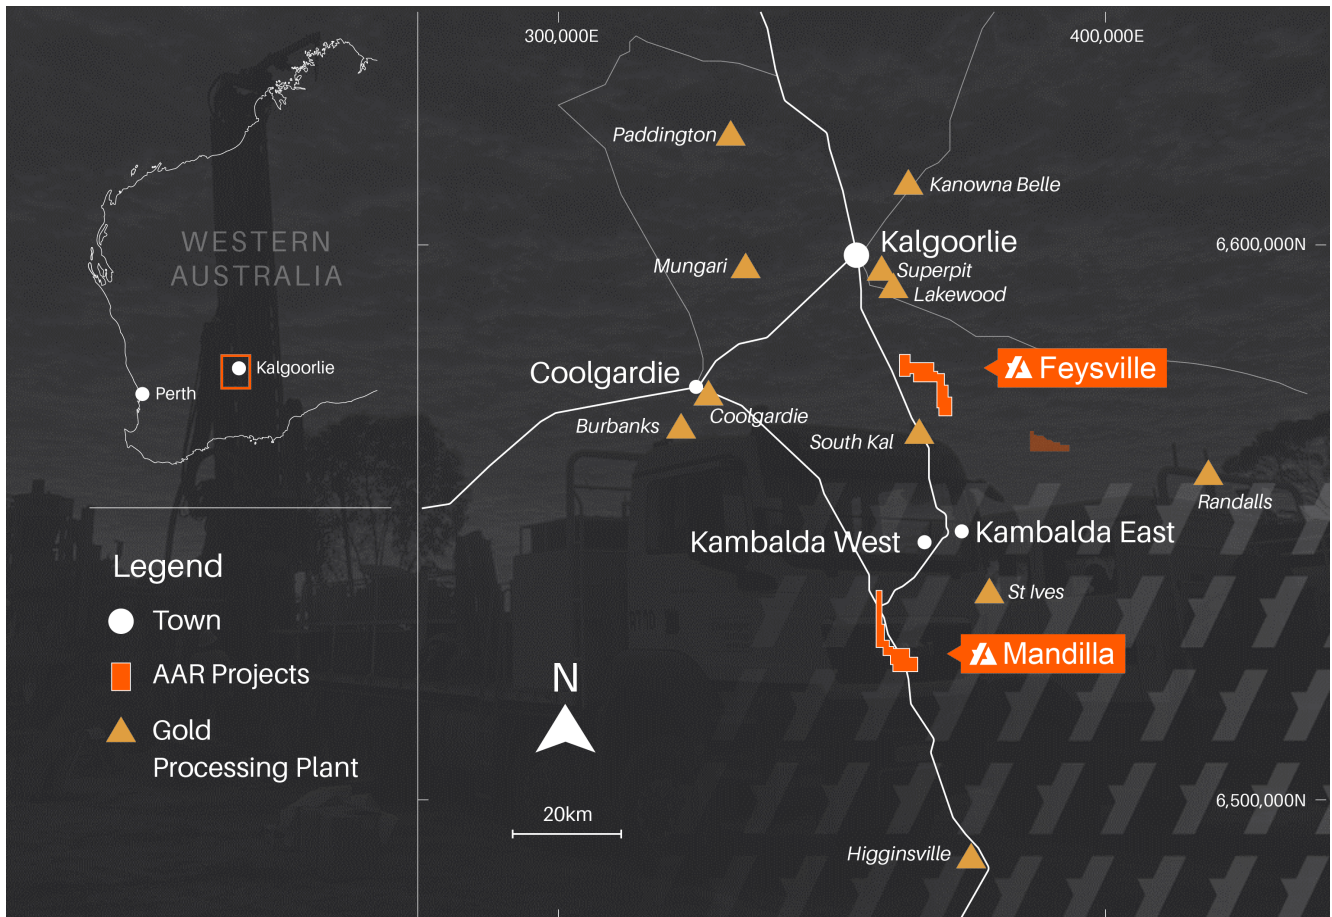 300,000E
400,000E
Paddington
Kanowna Belle
WESTERN
AUSTRALIA
Kalgoorlie
6,600,000N
Mungari
Superpit
Lakewood
Kalgoorlie
Perth
Coolgardie
Feysville
Coolgardie
Burbanks
South Kal
Randalls
Kambalda West
Kambalda East
Legend
St Ives
Town
Mandilla
AAR Projects
N
Gold
Processing Plant
20km
6,500,000N
Higginsville